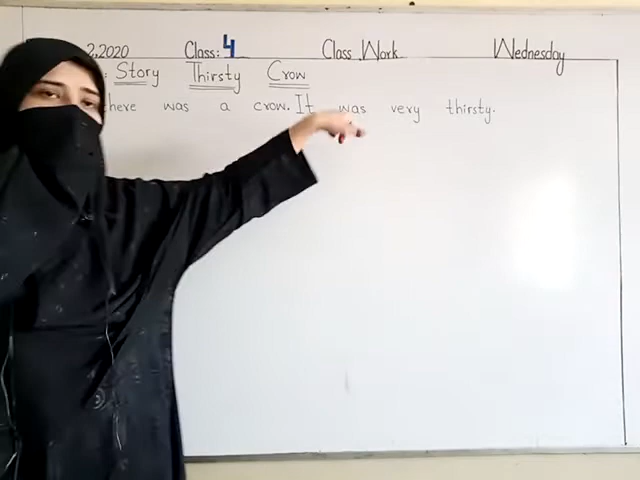 2.2020 Class: 4 Class Work Wednesday
: Story Thirsty Crow
here was a crow. It was very thirsty.